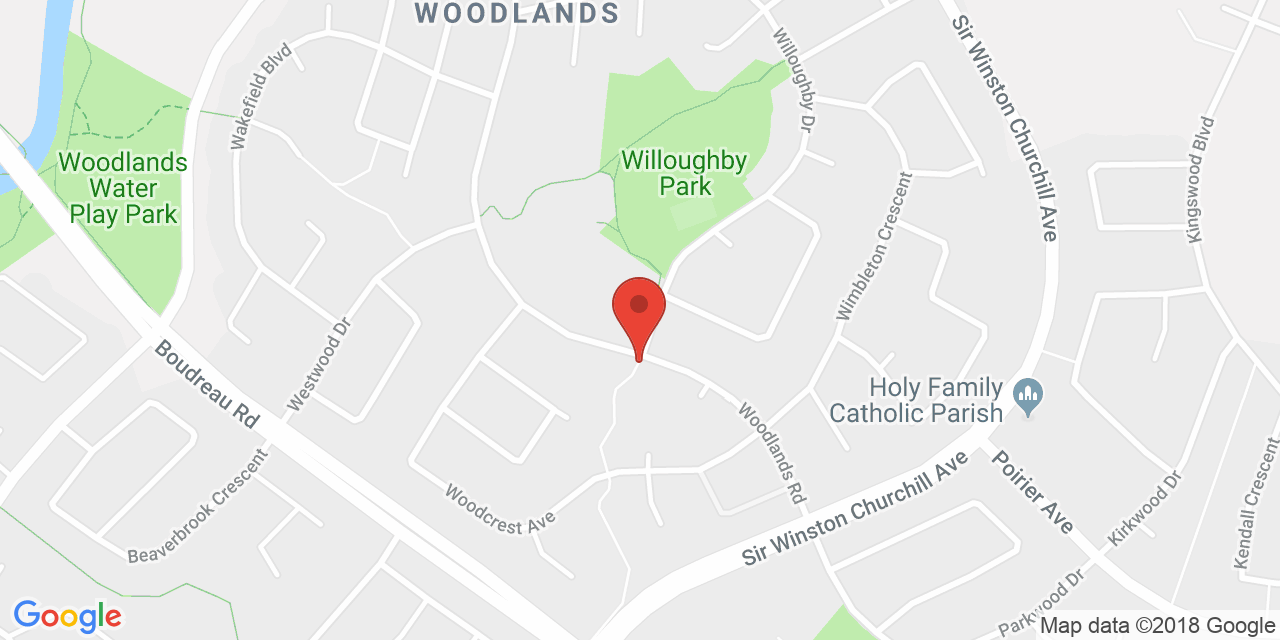 WOODLANDS
Wakefield Blvd
Willoughby Dr
Sir Winston Churchill Ave
Kingswood Blvd
Woodlands
Water
Play Park
Willoughby
Park
Wimbleton Crescent
Westwood Dr
Boudreau Rd
Holy Family
Catholic Parish
Woodlands Rd
Beaverbrook Crescent
Woodcrest Ave
Sir Winston Churchill Ave
Poirier Ave
Kirkwood Dr
Kendall Crescent
Parkwood Dr
Google
Map data ©2018 Google